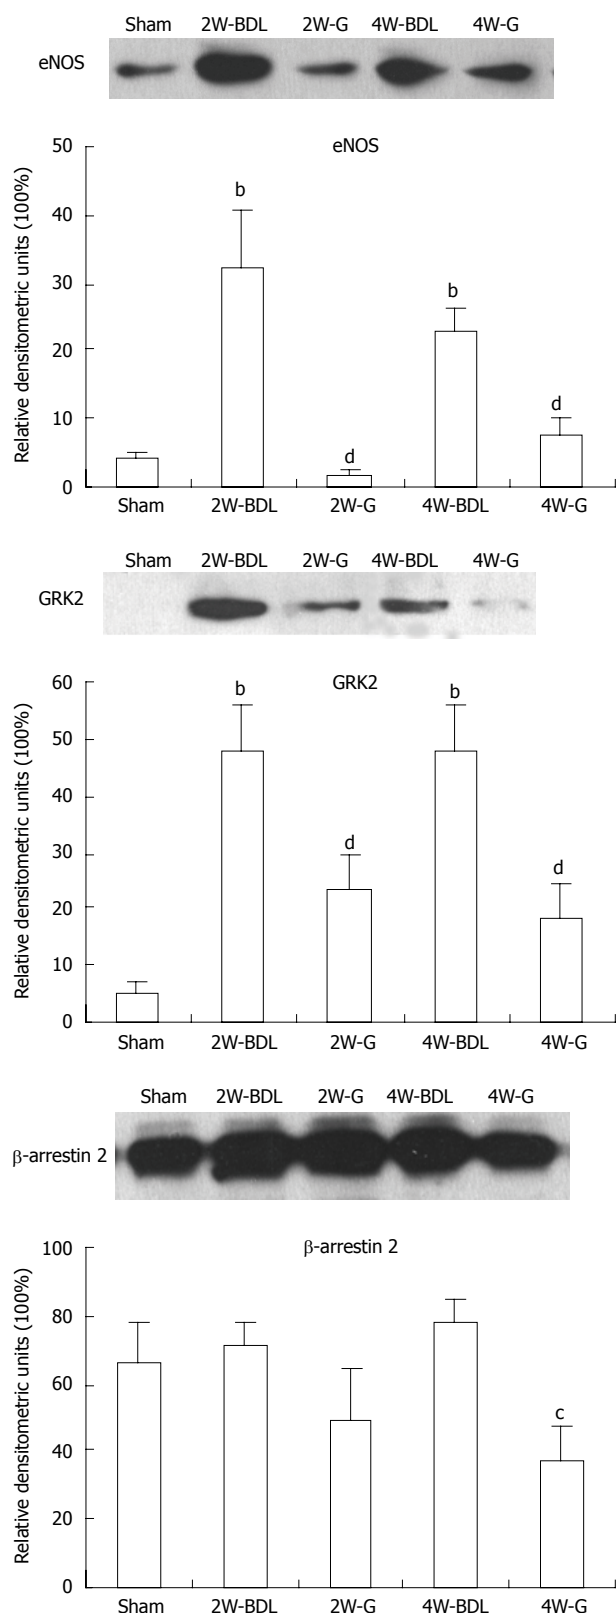 Sham 2W-BDL 2W-G 4W-BDL 4W-G
eNOS
eNOS
Relative densitometric units (100%)
50
40
30
20
10
0
b
d
b
d
Sham 2W-BDL 2W-G 4W-BDL 4W-G
Sham 2W-BDL 2W-G 4W-BDL 4W-G
GRK2
GRK2
Relative densitometric units (100%)
60
50
40
30
20
10
0
b
d
b
d
Sham 2W-BDL 2W-G 4W-BDL 4W-G
Sham 2W-BDL 2W-G 4W-BDL 4W-G
β-arrestin 2
β-arrestin 2
Relative densitometric units (100%)
100
80
60
40
20
0
c
Sham 2W-BDL 2W-G 4W-BDL 4W-G